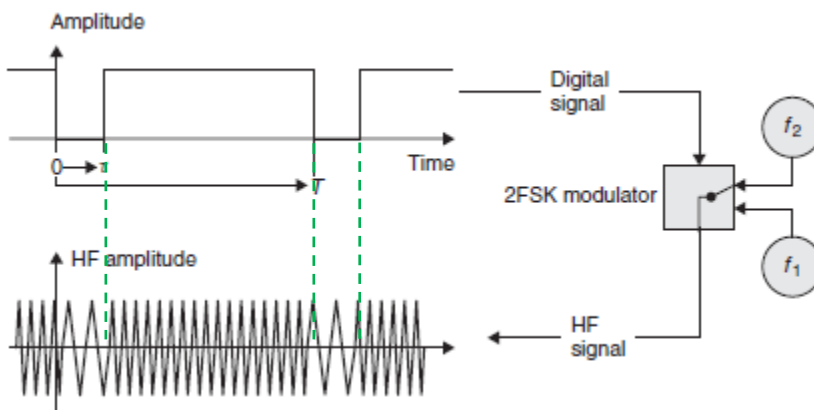 Amplitude
0
τ
T
Time
HF amplitude
Digital
signal
f2
2FSK modulator
f1
HF
signal